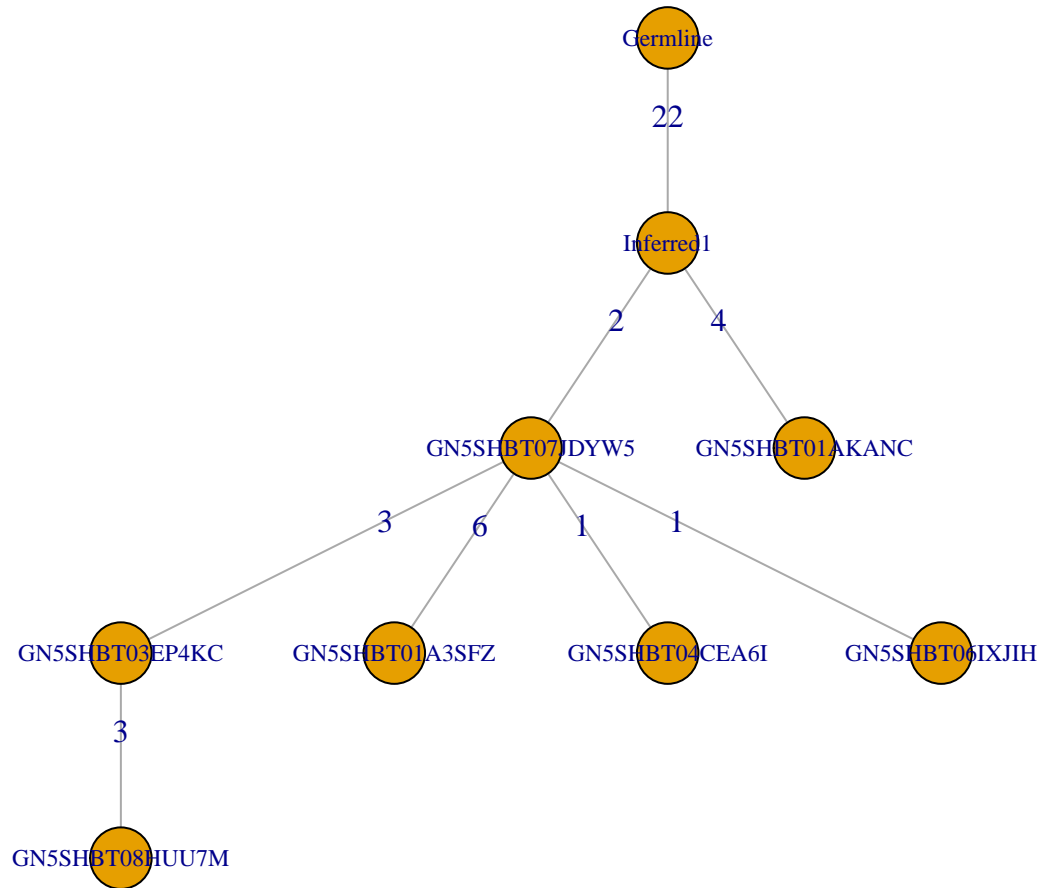 Germline
22
Inferred1
2
4
GN5SHBT07JDYW5
GN5SHBT01AKANC
3
6
1
1
GN5SHBT03EP4KC
GN5SHBT01A3SFZ
GN5SHBT04CEA6I
GN5SHBT06IXJIH
3
GN5SHBT08HUU7M